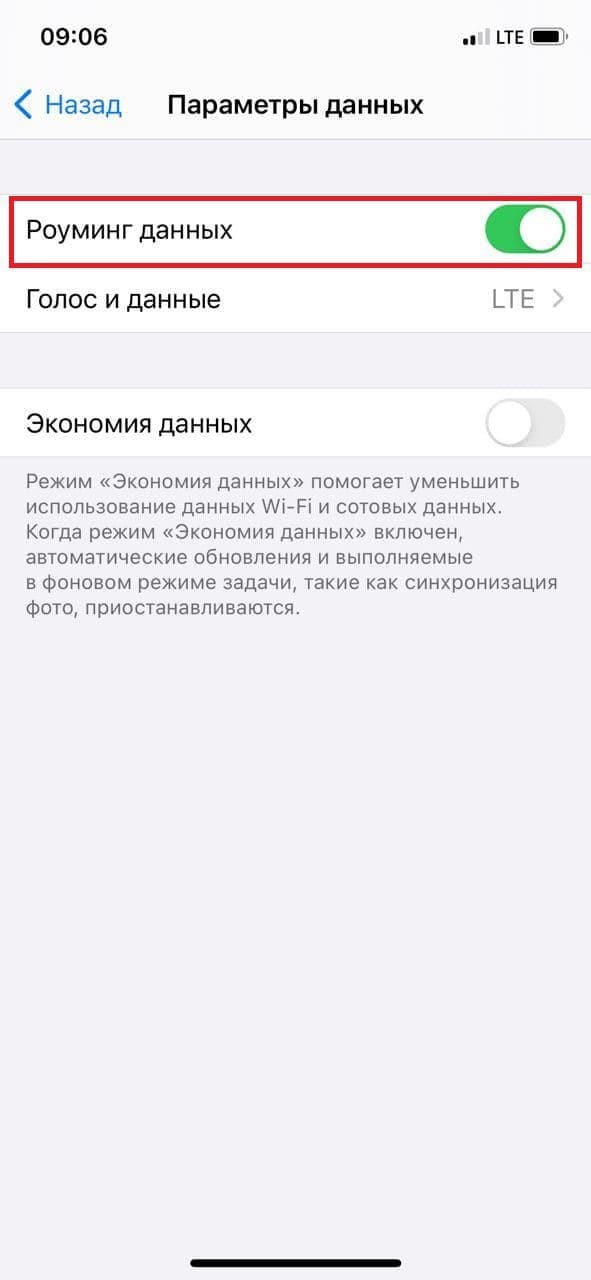 09:06 LTE
Назад Параметры данных
Роуминг данных
Голос и данные LTE
Экономия данных
Режим «Экономия данных» помогает уменьшить
использование данных Wi-Fi и сотовых данных.
Когда режим «Экономия данных» включен,
автоматические обновления и выполняемые
в фоновом режиме задачи, такие как синхронизация
фото, приостанавливаются.